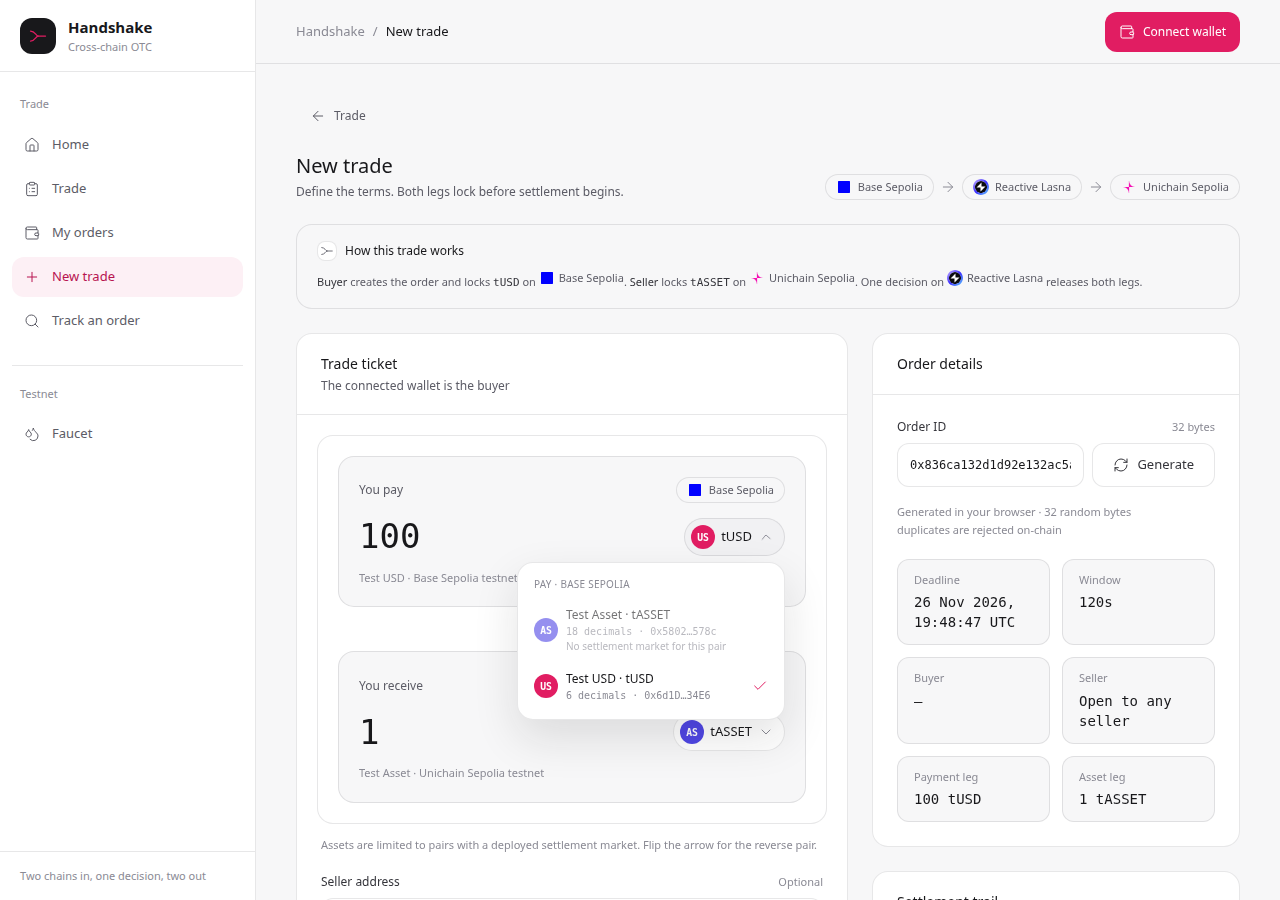 Handshake
Cross-chain OTC
Trade
Home
Trade
My orders
New trade
Track an order
Testnet
Faucet
Two chains in, one decision, two out
Handshake / New trade
Connect wallet
Trade
New trade
Define the terms. Both legs lock before settlement begins.
Base Sepolia
Reactive Lasna
Unichain Sepolia
How this trade works
Buyer creates the order and locks tUSD on Base Sepolia. Seller locks tASSET on Unichain Sepolia. One decision on Reactive Lasna releases both legs.
Trade ticket
The connected wallet is the buyer
You pay
Base Sepolia
100
US tUSD
Test USD · Base Sepolia testnet
PAY · BASE SEPOLIA
AS
Test Asset · tASSET
18 decimals · 0x5802…578c
No settlement market for this pair
US
Test USD · tUSD
6 decimals · 0x6d1D…34E6
You receive
1
AS tASSET
Test Asset · Unichain Sepolia testnet
Assets are limited to pairs with a deployed settlement market. Flip the arrow for the reverse pair.
Seller address
Optional
Order details
Order ID
32 bytes
0x836ca132d1d92e132ac5
Generate
Generated in your browser · 32 random bytes
duplicates are rejected on-chain
Deadline
26 Nov 2026,
19:48:47 UTC
Window
120s
Buyer
—
Seller
Open to any
seller
Payment leg
100 tUSD
Asset leg
1 tASSET
Settlement trail